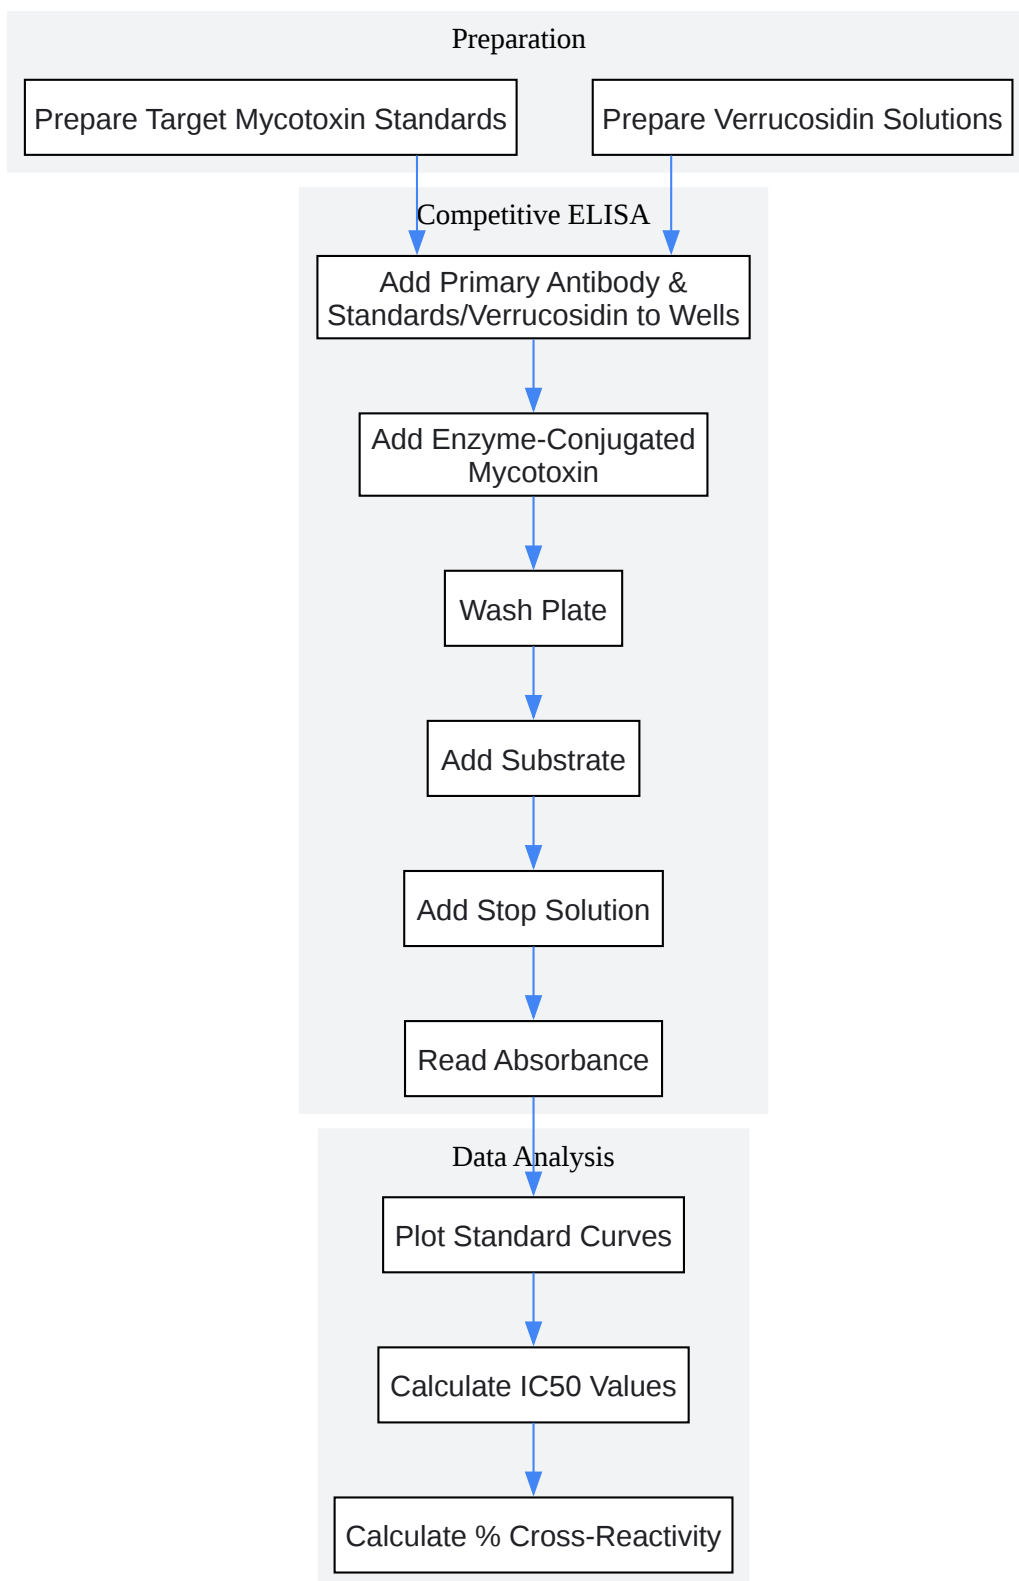 Preparation
Prepare Target Mycotoxin Standards
Prepare Verrucosidin Solutions
Competitive ELISA
Add Primary Antibody &
Standards/Verrucosidin to Wells
Add Enzyme-Conjugated
Mycotoxin
Wash Plate
Add Substrate
Add Stop Solution
Read Absorbance
Data Analysis
Plot Standard Curves
Calculate IC50 Values
Calculate % Cross-Reactivity